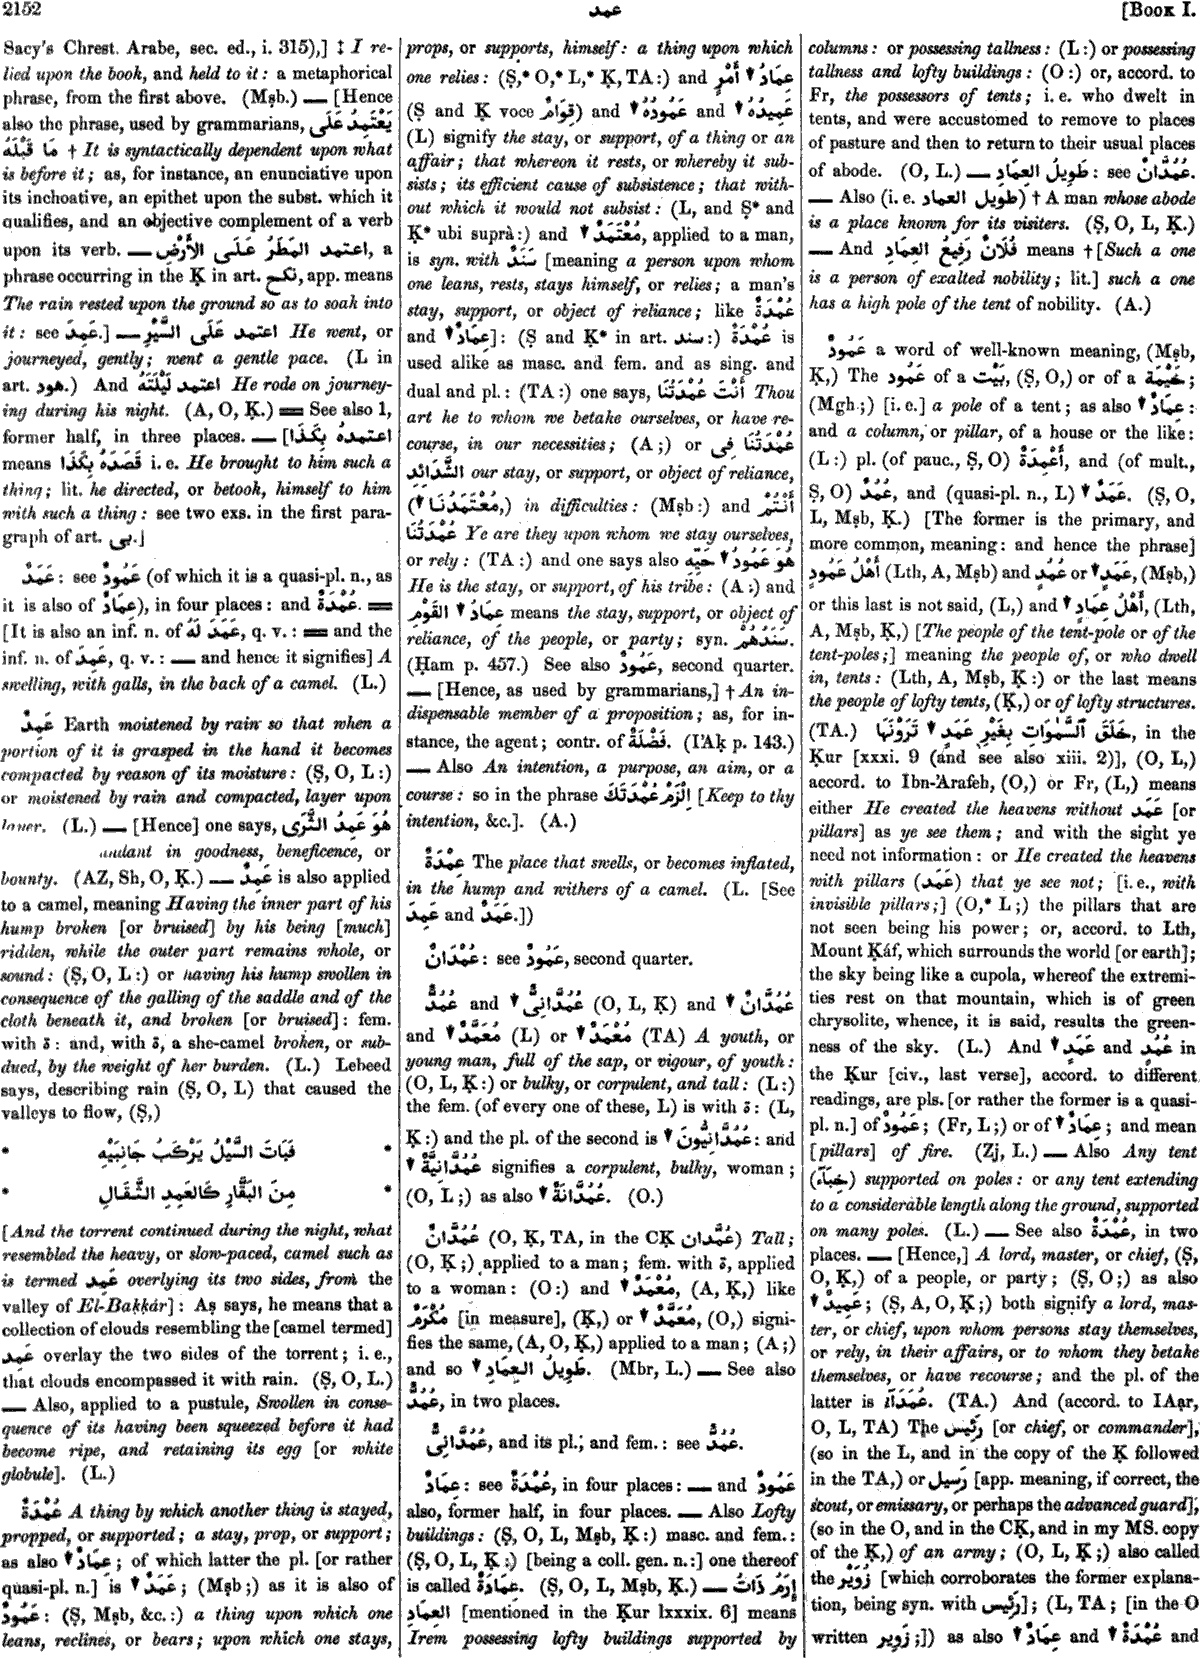 2152
عمد
[Book I.
Sacy's Chrest. Arabe, sec. ed., i. 315),] ‡ I re-
lied upon the book, and held to it: a metaphorical
phrase, from the first above. (Mṣb.) — [Hence
also the phrase, used by grammarians, يَعْتَمِدُ عَلَى
مَا قَبْلَهُ † It is syntactically dependent upon what
is before it; as, for instance, an enunciative upon
its inchoative, an epithet upon the subst. which it
qualifies, and an objective complement of a verb
upon its verb. — اعتمد المَطَرُ عَلَى الأَرْضِ, a
phrase occurring in the Ḳ in art. نكح, app. means
The rain rested upon the ground so as to soak into
it: see عَمِدَ.] — اعتمد عَلَى السَّيْرِ He went, or
journeyed, gently; went a gentle pace. (L in
art. هود.) And اعتمد لَيْلَتَهُ He rode on journey-
ing during his night. (A, O, Ḳ.) = See also 1,
former half, in three places. — [اعتمدهُ بِكَذَا
means قَصَدَهُ بِكَذَا i. e. He brought to him such a
thing; lit. he directed, or betook, himself to him
with such a thing: see two exs. in the first para-
graph of art. بى.]
عَمَدٌ: see عَمُودٌ (of which it is a quasi-pl. n., as
it is also of عِمَادٌ), in four places: and عُمْدَةٌ. =
[It is also an inf. n. of عَمَدَ لَهُ, q. v.: = and the
inf. n. of عَمِدَ, q. v.: — and hence it signifies] A
swelling, with galls, in the back of a camel. (L.)
عَمِدٌ Earth moistened by rain so that when a
portion of it is grasped in the hand it becomes
compacted by reason of its moisture: (Ṣ, O, L:)
or moistened by rain and compacted, layer upon
layer. (L.) — [Hence] one says, هُوَ عَمِدُ الثَّرَى
in goodness, beneficence, or
bounty. (AZ, Sh, O, Ḳ.) — عَمِدٌ is also applied
to a camel, meaning Having the inner part of his
hump broken [or bruised] by his being [much]
ridden, while the outer part remains whole, or
sound: (Ṣ, O, L:) or having his hump swollen in
consequence of the galling of the saddle and of the
cloth beneath it, and broken [or bruised]: fem.
with ة: and, with ة, a she-camel broken, or sub-
dued, by the weight of her burden. (L.) Lebeed
says, describing rain (Ṣ, O, L) that caused the
valleys to flow, (Ṣ,)
* فَبَاتَ السَّيْلُ يَرْكَبُ جَانِبَيْهِ *
* مِنَ البَقَّارِ كَالعَمِدِ الثَّقَالِ *
[And the torrent continued during the night, what
resembled the heavy, or slow-paced, camel such as
is termed عَمِد overlying its two sides, from the
valley of El-Baḳḳár]: Aṣ says, he means that a
collection of clouds resembling the [camel termed]
عَمِد overlay the two sides of the torrent; i. e.,
that clouds encompassed it with rain. (Ṣ, O, L.)
— Also, applied to a pustule, Swollen in conse-
quence of its having been squeezed before it had
become ripe, and retaining its egg [or white
globule]. (L.)
عُمْدَةٌ A thing by which another thing is stayed,
propped, or supported; a stay, prop, or support;
as also ▼ عِمَادٌ; of which latter the pl. [or rather
quasi-pl. n.] is ▼ عَمَدٌ; (Mṣb;) as it is also of
عَمُودٌ: (Ṣ, Mṣb, &c.:) a thing upon which one
leans, reclines, or bears; upon which one stays,
props, or supports, himself: a thing upon which
one relies: (Ṣ,* O,* L,* Ḳ, TA:) and عِمَادُ ▼ أَمْرٍ
(Ṣ and Ḳ voce قِوَامٌ) and ▼ عَمُودُهُ and ▼ عَمِيدُهُ
(L) signify the stay, or support, of a thing or an
affair; that whereon it rests, or whereby it sub-
sists; its efficient cause of subsistence; that with-
out which it would not subsist: (L, and Ṣ* and
Ḳ* ubi suprà:) and ▼ مُعْتَمَدٌ, applied to a man,
is syn. with سَنَدٌ [meaning a person upon whom
one leans, rests, stays himself, or relies; a man's
stay, support, or object of reliance; like عُمْدَةٌ
and ▼ عِمَادٌ]: (Ṣ and Ḳ* in art. سند:) عُمْدَةٌ is
used alike as masc. and fem. and as sing. and
dual and pl.: (TA:) one says, أَنْتَ عُمْدَتُنَا Thou
art he to whom we betake ourselves, or have re-
course, in our necessities; (A;) or عُمْدَتُنَا فِى
الشَّدَائِدِ our stay, or support, or object of reliance,
(▼ مُعْتَمَدُنَا,) in difficulties: (Mṣb:) and أَنْتُمْ
عُمْدَتُنَا Ye are they upon whom we stay ourselves,
or rely: (TA:) and one says also هُوَ عَمُودُ ▼ حَيِّهِ
He is the stay, or support, of his tribe: (A:) and
عِمَادُ ▼ القَوْمِ means the stay, support, or object of
reliance, of the people, or party; syn. سَنَدُهُمْ.
(Ḥam p. 457.) See also عَمُودٌ, second quarter.
— [Hence, as used by grammarians,] † An in-
dispensable member of a proposition; as, for in-
stance, the agent; contr. of فَضْلَةٌ. (I'Aḳ p. 143.)
— Also An intention, a purpose, an aim, or a
course: so in the phrase اِلْزَمْ عُمْدَتَكَ [Keep to thy
intention, &c.]. (A.)
عِمْدَةٌ The place that swells, or becomes inflated,
in the hump and withers of a camel. (L. [See
عَمِدَ and عَمَدٌ.])
عُمْدَانٌ: see عَمُودٌ, second quarter.
عُمُدٌّ and ▼ عُمُدَّانِىٌّ (O, L, Ḳ) and ▼ عُمُدَّانٌ
and ▼ مُعَمَّدٌ (L) or ▼ مُعْمَدٌ (TA) A youth, or
young man, full of the sap, or vigour, of youth:
(O, L, Ḳ:) or bulky, or corpulent, and tall: (L:)
the fem. (of every one of these, L) is with ة: (L,
Ḳ:) and the pl. of the second is ▼ عُمُدَّانِيُّونَ: and
▼ عُمُدَّانِيَّةٌ signifies a corpulent, bulky, woman;
(O, L;) as also ▼ عُمُدَّانَةٌ. (O.)
عُمُدَّانٌ (O, Ḳ, TA, in the CḲ عُمَّدان) Tall;
(O, Ḳ;) applied to a man; fem. with ة, applied
to a woman: (O:) and ▼ مُعْمَدٌ, (A, Ḳ,) like
مُكْرَمٌ [in measure], (Ḳ,) or ▼ مُعَمَّدٌ, (O,) signi-
fies the same, (A, O, Ḳ,) applied to a man; (A;)
and so ▼ طَوِيلُ العِمَادِ. (Mbr, L.) — See also
عُمُدٌّ, in two places.
عُمُدَّانِىٌّ, and its pl., and fem.: see عُمُدٌّ.
عِمَادٌ: see عُمْدَةٌ, in four places: — and عَمُودٌ
also, former half, in four places. — Also Lofty
buildings: (Ṣ, O, L, Mṣb, Ḳ:) masc. and fem.:
(Ṣ, O, L, Ḳ:) [being a coll. gen. n.:] one thereof
is called عِمَادَةٌ. (Ṣ, O, L, Mṣb, Ḳ.) — إِرَمُ ذَاتُ
العِمَادِ [mentioned in the Ḳur lxxxix. 6] means
Irem possessing lofty buildings supported by
columns: or possessing tallness: (L:) or possessing
tallness and lofty buildings: (O:) or, accord. to
Fr, the possessors of tents; i. e. who dwelt in
tents, and were accustomed to remove to places
of pasture and then to return to their usual places
of abode. (O, L.) — طَوِيلُ العِمَادِ: see عُمُدَّانٌ.
— Also (i. e. طويل العماد) † A man whose abode
is a place known for its visiters. (Ṣ, O, L, Ḳ.)
— And فُلَانٌ رَفِيعُ العِمَادِ means † [Such a one
is a person of exalted nobility; lit.] such a one
has a high pole of the tent of nobility. (A.)
عَمُودٌ a word of well-known meaning, (Mṣb,
Ḳ,) The عَمُود of a بَيْت, (Ṣ, O,) or of a خَيْمَة;
(Mgh;) [i. e.] a pole of a tent; as also ▼ عِمَادٌ:
and a column, or pillar, of a house or the like:
(L:) pl. (of pauc., Ṣ, O) أَعْمِدَةٌ, and (of mult.,
Ṣ, O) عُمُدٌ, and (quasi-pl. n., L) ▼ عَمَدٌ. (Ṣ, O,
L, Mṣb, Ḳ.) [The former is the primary, and
more common, meaning: and hence the phrase]
أَهْلُ عَمُودٍ (Lth, A, Mṣb) and عُمُدٍ or ▼ عَمَدٍ, (Mṣb,)
or this last is not said, (L,) and ▼ أَهْلُ عِمَادٍ, (Lth,
A, Mṣb, Ḳ,) [The people of the tent-pole or of the
tent-poles;] meaning the people of, or who dwell
in, tents: (Lth, A, Mṣb, Ḳ:) or the last means
the people of lofty tents, (Ḳ,) or of lofty structures.
(TA.) خَلَقَ ٱلسَّمٰوَاتِ بِغَيْرِ عَمَدٍ ▼ تَرَوْنَهَا, in the
Ḳur [xxxi. 9 (and see also xiii. 2)], (O, L,)
accord. to Ibn-'Arafeh, (O,) or Fr, (L,) means
either He created the heavens without عَمَد [or
pillars] as ye see them; and with the sight ye
need not information: or He created the heavens
with pillars (عَمَد) that ye see not; [i. e., with
invisible pillars;] (O,* L;) the pillars that are
not seen being his power; or, accord. to Lth,
Mount Ḳáf, which surrounds the world [or earth];
the sky being like a cupola, whereof the extremi-
ties rest on that mountain, which is of green
chrysolite, whence, it is said, results the green-
ness of the sky. (L.) And ▼ عَمَدٍ and عُمُد in
the Ḳur [civ., last verse], accord. to different
readings, are pls. [or rather the former is a quasi-
pl. n.] of عَمُودٌ; (Fr, L;) or of ▼ عِمَادٌ; and mean
[pillars] of fire. (Zj, L.) — Also Any tent
(خِبَآء) supported on poles: or any tent extending
to a considerable length along the ground, supported
on many poles. (L.) — See also عُمْدَةٌ, in two
places. — [Hence,] A lord, master, or chief, (Ṣ,
O, Ḳ,) of a people, or party; (Ṣ, O;) as also
▼ عَمِيدٌ; (Ṣ, A, O, Ḳ;) both signify a lord, mas-
ter, or chief, upon whom persons stay themselves,
or rely, in their affairs, or to whom they betake
themselves, or have recourse; and the pl. of the
latter is عُمَدَآءُ. (TA.) And (accord. to IAạr,
O, L, TA) The رَئِيس [or chief, or commander],
(so in the L, and in the copy of the Ḳ followed
in the TA,) or رَسِيل [app. meaning, if correct, the
scout, or emissary, or perhaps the advanced guard],
(so in the O, and in the CḲ, and in my MS. copy
of the Ḳ,) of an army; (O, L, Ḳ;) also called
the زُوَيْر [which corroborates the former explana-
tion, being syn. with رَئِيس]; (L, TA; [in the O
written زَوِير;]) as also ▼ عِمَادٌ and ▼ عُمْدَةٌ and